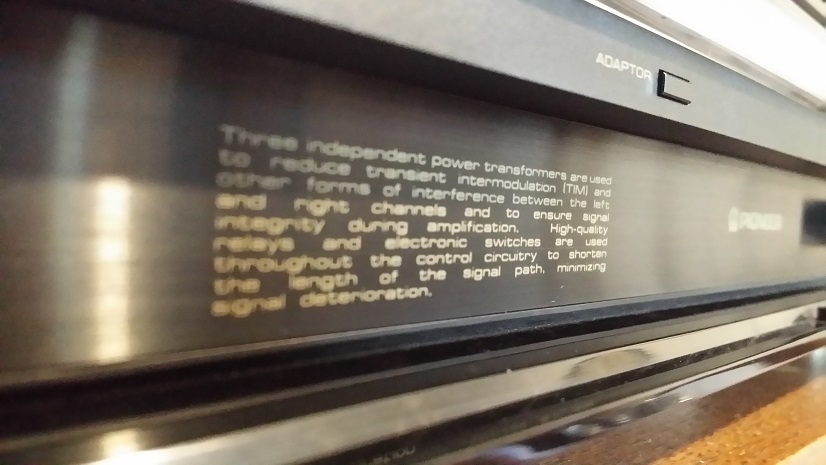 ADAPTOR
Three independent power transformers are used
to reduce transient intermodulation (TIM) and
other forms of interference between the left
and right channels and to ensure signal
integrity during amplification. High-quality
relays and electronic switches are used
throughout the control circuitry to shorten
the length of the signal path, minimizing
signal deterioration.
PIONEER